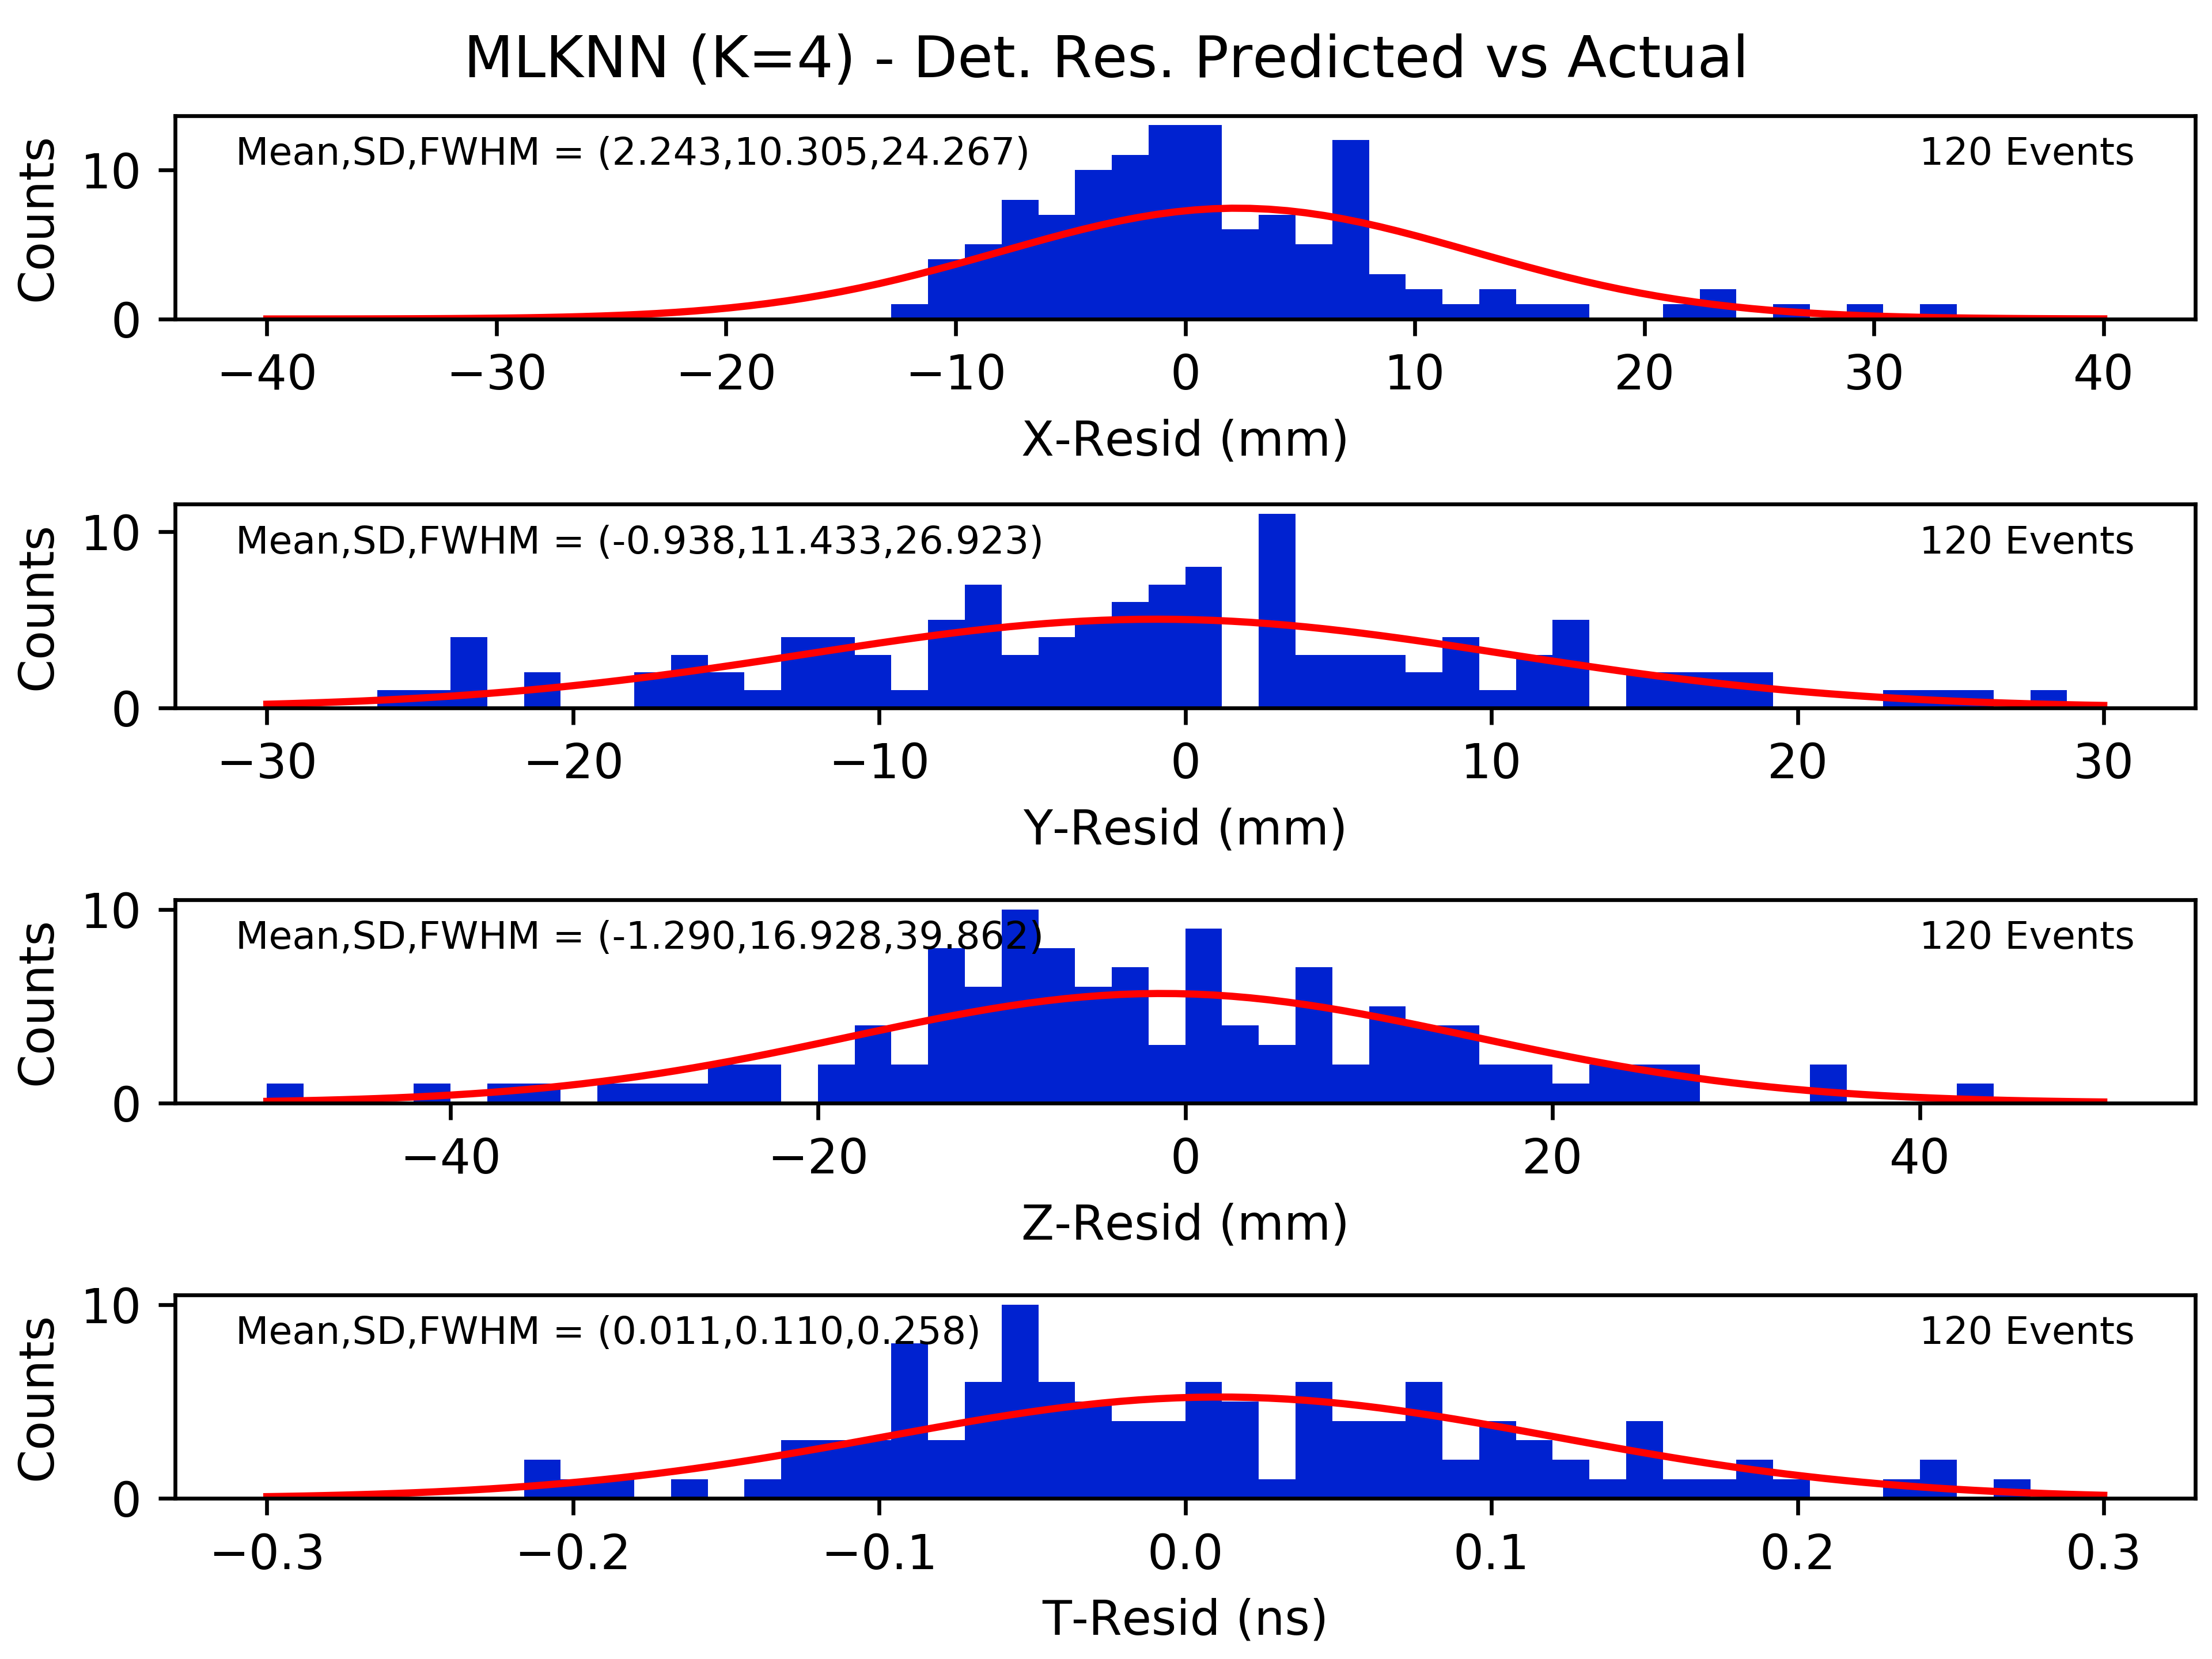 MLKNN (K=4) - Det. Res. Predicted vs Actual
Counts
10
0
Mean,SD,FWHM = (2.243,10.305,24.267)
120 Events
−40 −30 −20 −10 0 10 20 30 40
X-Resid (mm)
Counts
10
0
Mean,SD,FWHM = (-0.938,11.433,26.923)
120 Events
−30 −20 −10 0 10 20 30
Y-Resid (mm)
Counts
10
0
Mean,SD,FWHM = (-1.290,16.928,39.862)
120 Events
−40 −20 0 20 40
Z-Resid (mm)
Counts
10
0
Mean,SD,FWHM = (0.011,0.110,0.258)
120 Events
−0.3 −0.2 −0.1 0.0 0.1 0.2 0.3
T-Resid (ns)